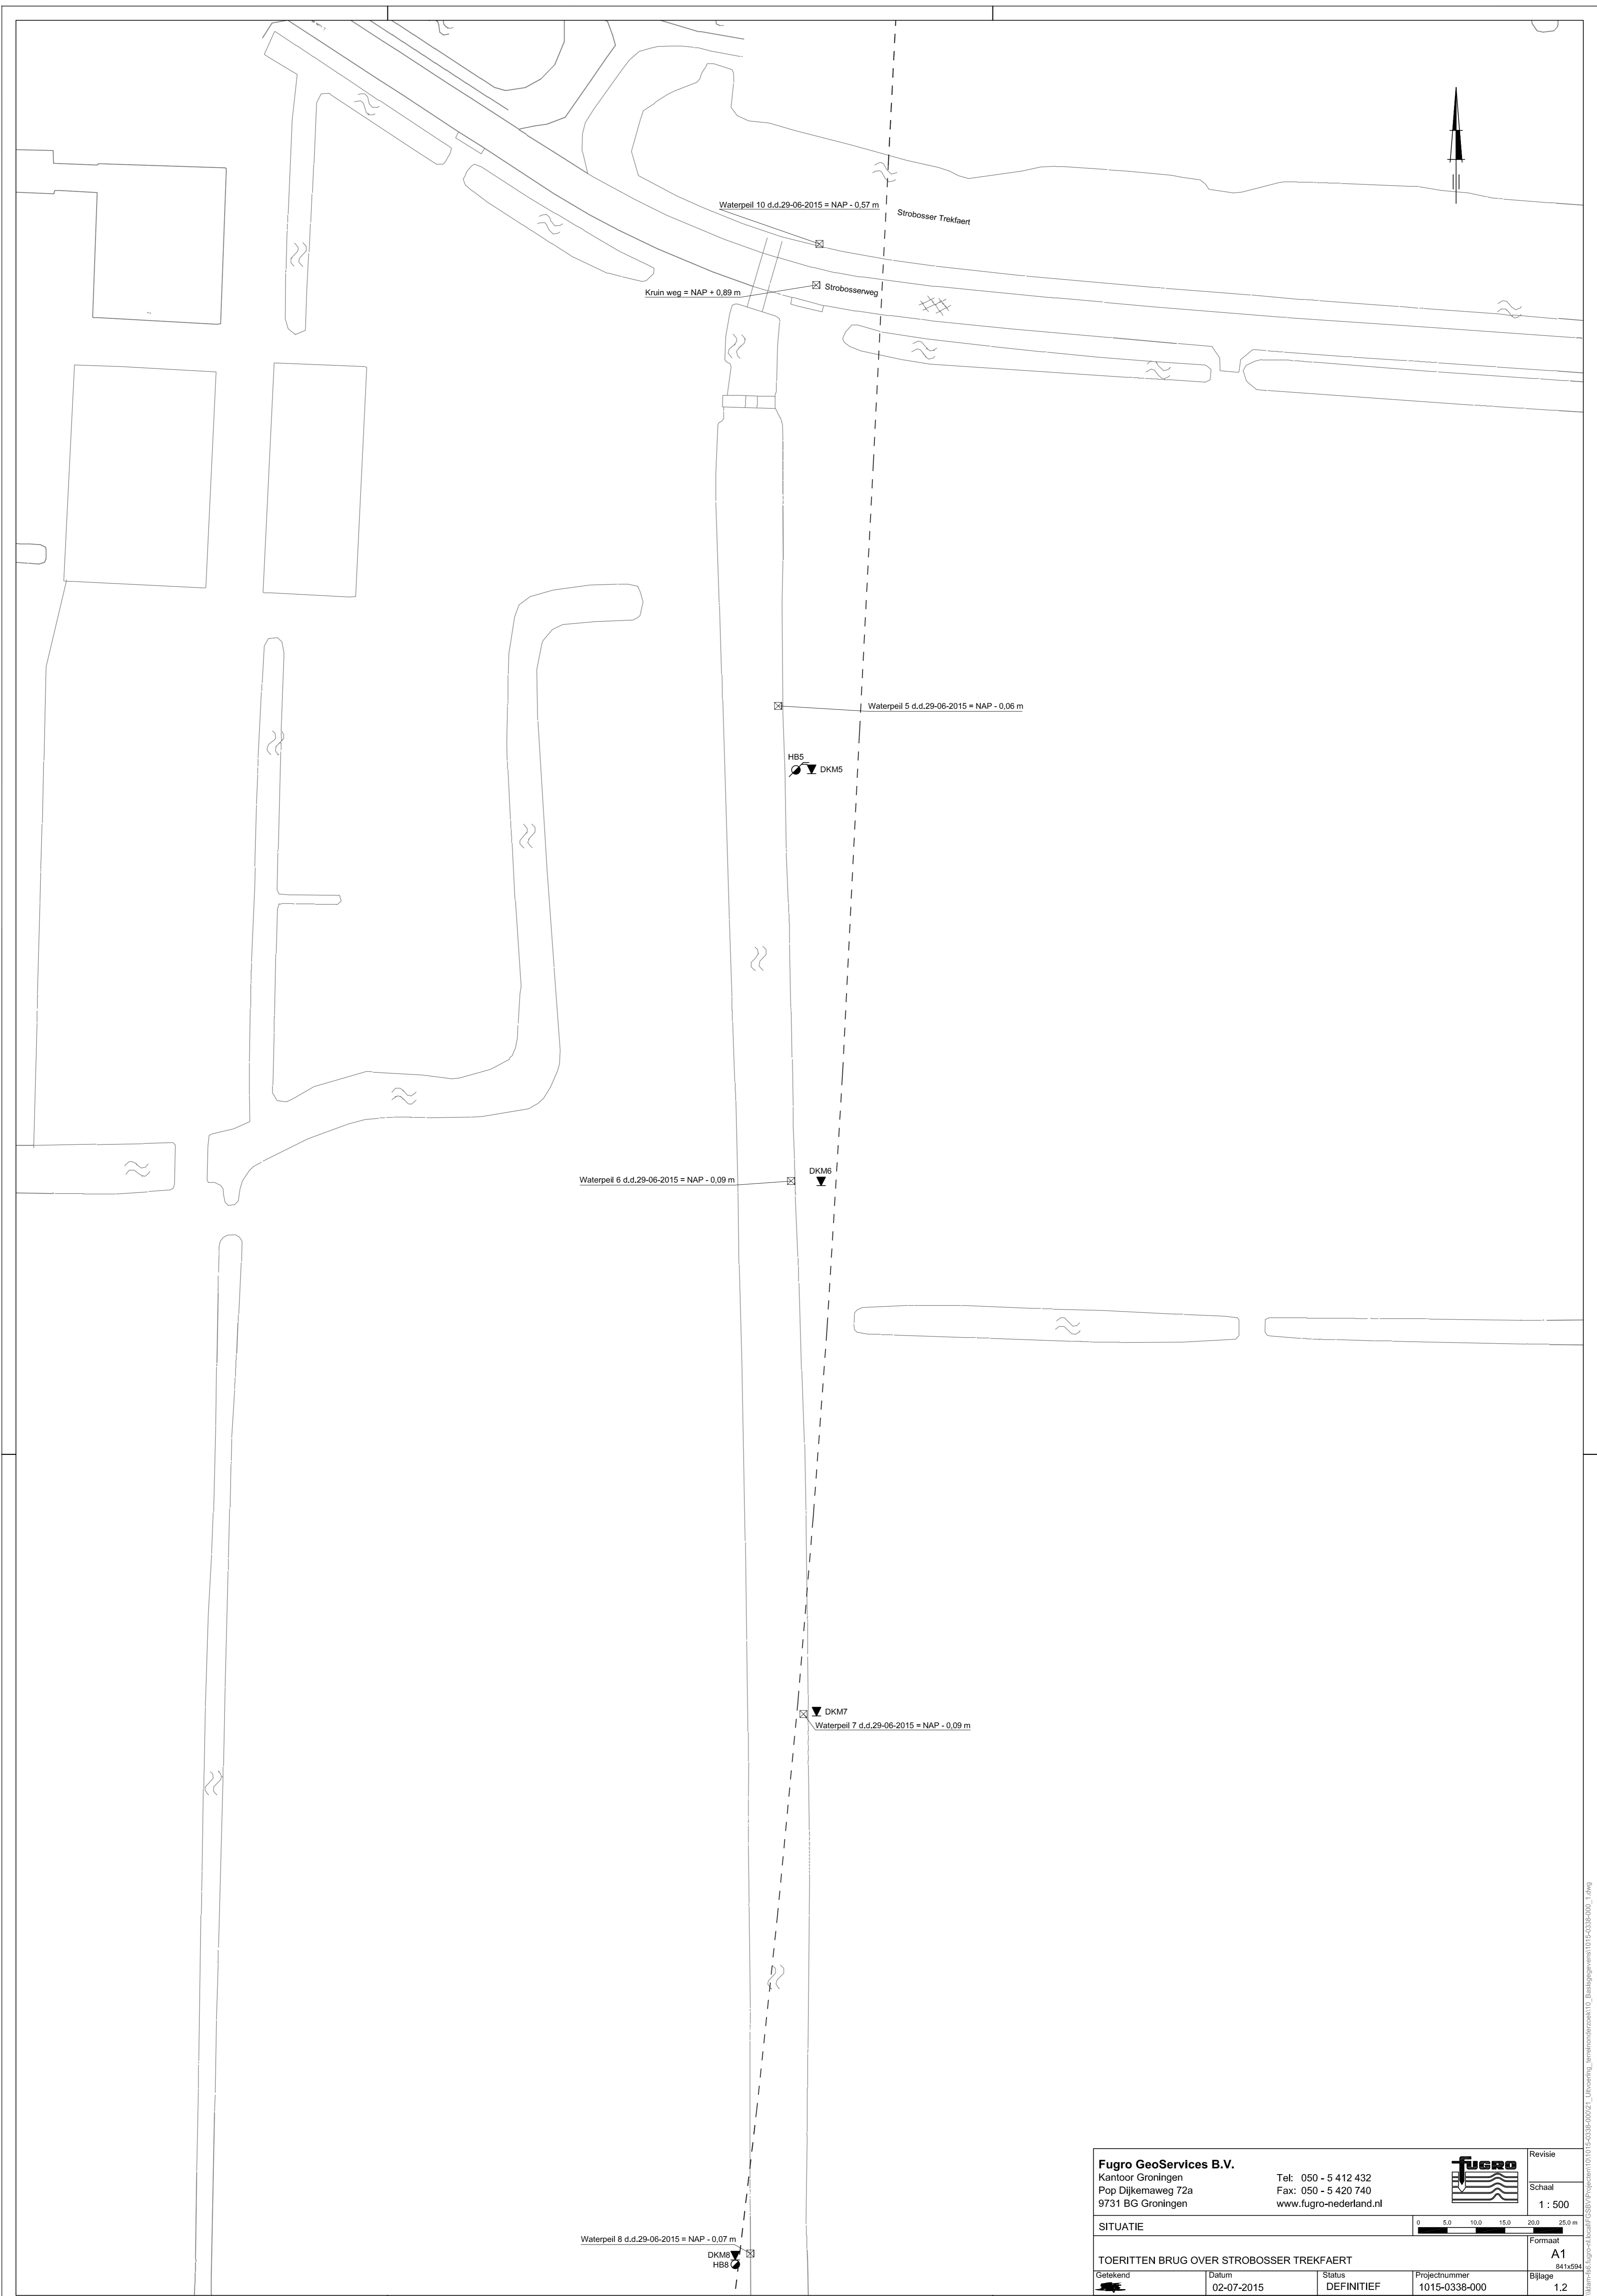 Waterpeil 10 d.d.29-06-2015 = NAP - 0,57 m
Strobosser Trekfaert
Kruin weg = NAP + 0,89 m
Strobosserweg
Waterpeil 5 d.d.29-06-2015 = NAP - 0,06 m
HB5
DKM5
DKM6
Waterpeil 6 d.d.29-06-2015 = NAP - 0,09 m
DKM7
Waterpeil 7 d.d.29-06-2015 = NAP - 0,09 m
Waterpeil 8 d.d.29-06-2015 = NAP - 0,07 m
DKM8
HB8
Fugro GeoServices B.V.
Kantoor Groningen
Pop Dijkemaweg 72a
9731 BG Groningen
Tel: 050 - 5 412 432
Fax: 050 - 5 420 740
www.fugro-nederland.nl
FUGRO
Revisie
Schaal
1 : 500
SITUATIE
0 5,0 10,0 15,0 20,0 25,0 m
Formaat
A1
841x594
TOERITTEN BRUG OVER STROBOSSER TREKFAERT
Getekend
Datum
02-07-2015
Status
DEFINITIEF
Projectnummer
1015-0338-000
Bijlage
1.2